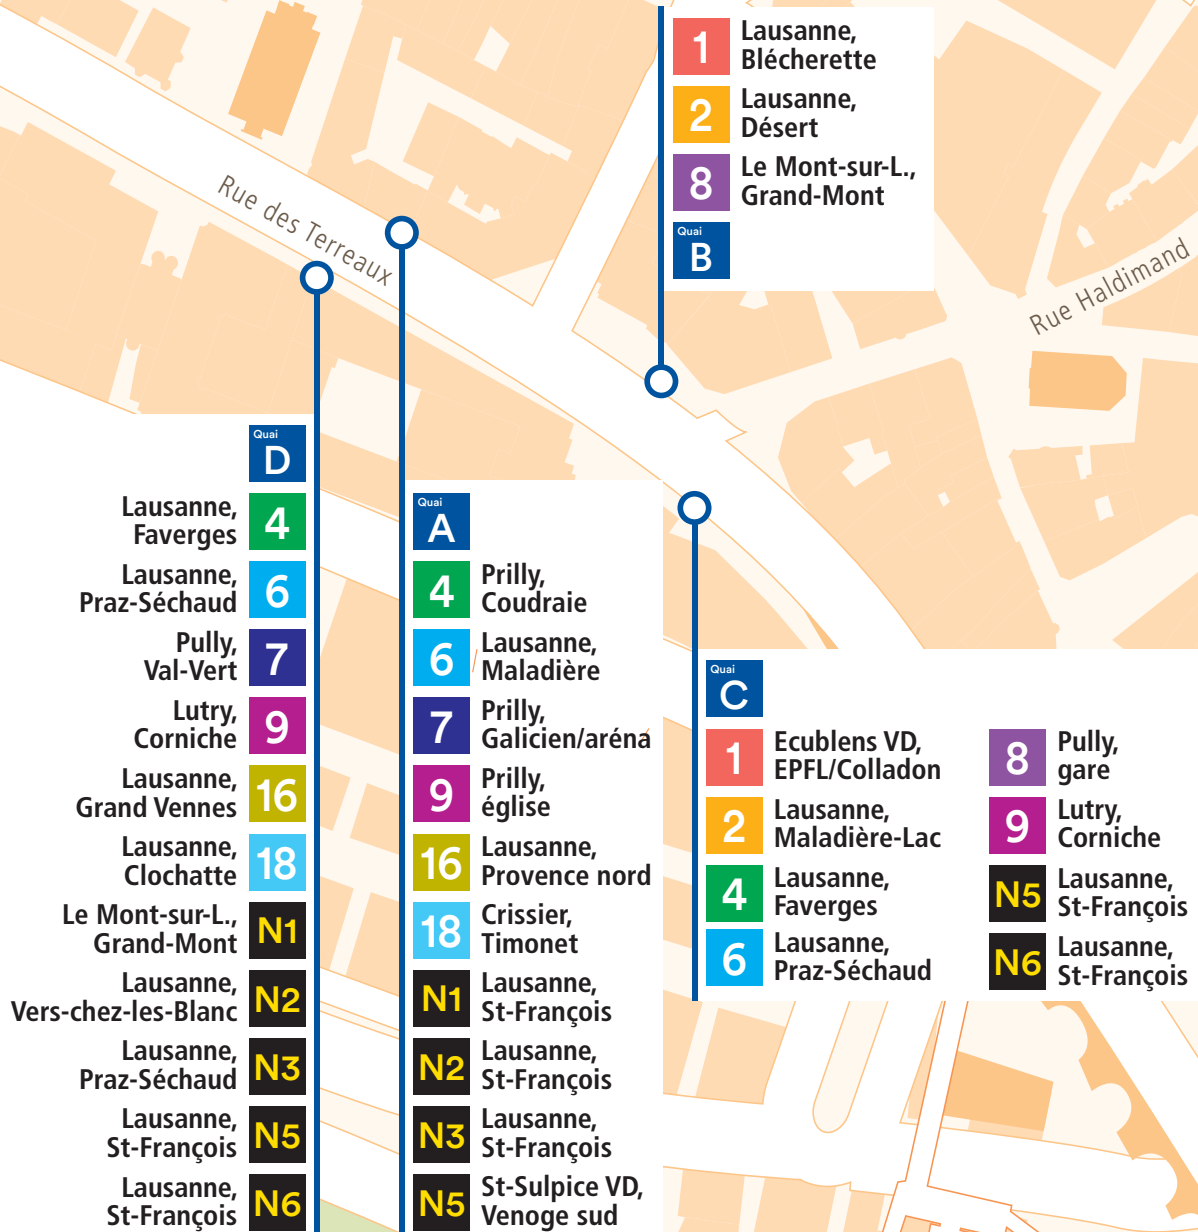 1
Lausanne,
Blécherette
2
Lausanne,
Désert
8
Le Mont-sur-L.,
Grand-Mont
Quai
B
Rue des Terreaux
Rue Haldimand
Quai
D
Lausanne,
Faverges
4
Lausanne,
Praz-Séchaud
6
Pully,
Val-Vert
7
Lutry,
Corniche
9
Lausanne,
Grand Vennes
16
Lausanne,
Clochatte
18
Le Mont-sur-L.,
Grand-Mont
N1
Lausanne,
Vers-chez-les-Blanc
N2
Lausanne,
Praz-Séchaud
N3
Lausanne,
St-François
N5
Lausanne,
St-François
N6
Quai
A
4
Prilly,
Coudraie
6
Lausanne,
Maladière
7
Prilly,
Galicien/aréna
9
Prilly,
église
16
Lausanne,
Provence nord
18
Crissier,
Timonet
N1
Lausanne,
St-François
N2
Lausanne,
St-François
N3
Lausanne,
St-François
N5
St-Sulpice VD,
Venoge sud
Quai
C
1
Ecublens VD,
EPFL/Colladon
2
Lausanne,
Maladière-Lac
4
Lausanne,
Faverges
6
Lausanne,
Praz-Séchaud
8
Pully,
gare
9
Lutry,
Corniche
N5
Lausanne,
St-François
N6
Lausanne,
St-François